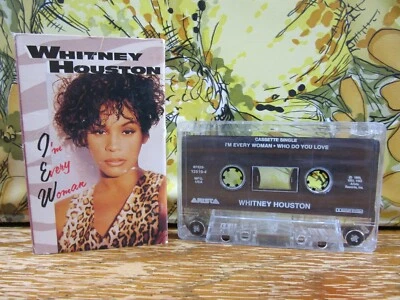 WHITNEY
HOUSTON
I'm
Every
Woman
CASSETTE SINGLE
I'M EVERY WOMAN • WHO DO YOU LOVE
ARISTA
WHITNEY HOUSTON